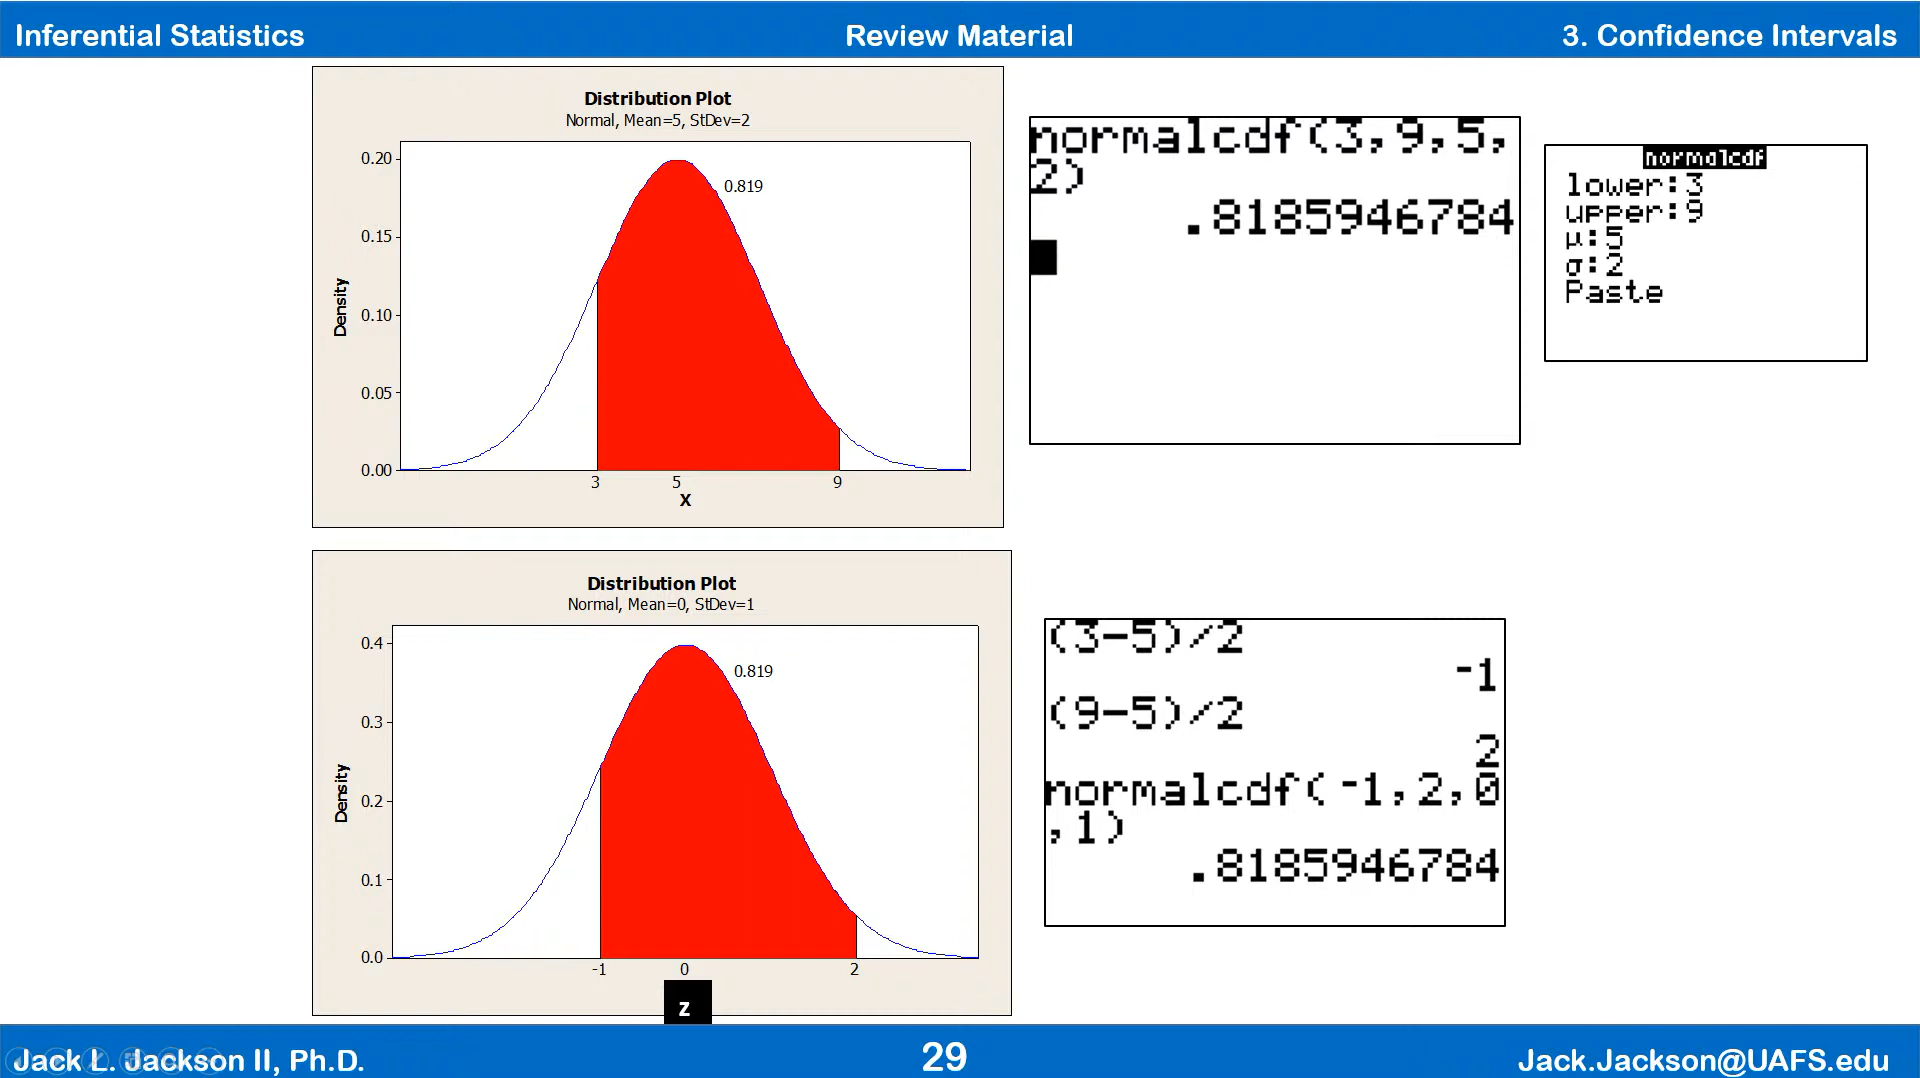 Inferential Statistics
Review Material
3. Confidence Intervals
Distribution Plot
Normal, Mean=5, StDev=2
0.20
0.15
0.10
0.05
0.00
Density
0.819
3
5
9
X
normalcdf(3,9,5,
2)
.8185946784
normalcdf
lower:3
upper:9
μ:5
σ:2
Paste
Distribution Plot
Normal, Mean=0, StDev=1
0.4
0.3
0.2
0.1
0.0
Density
0.819
-1
0
2
z
(3-5)/2
-1
(9-5)/2
2
normalcdf(-1,2,0
,1)
.8185946784
Jack L. Jackson II, Ph.D.
29
Jack.Jackson@UAFS.edu